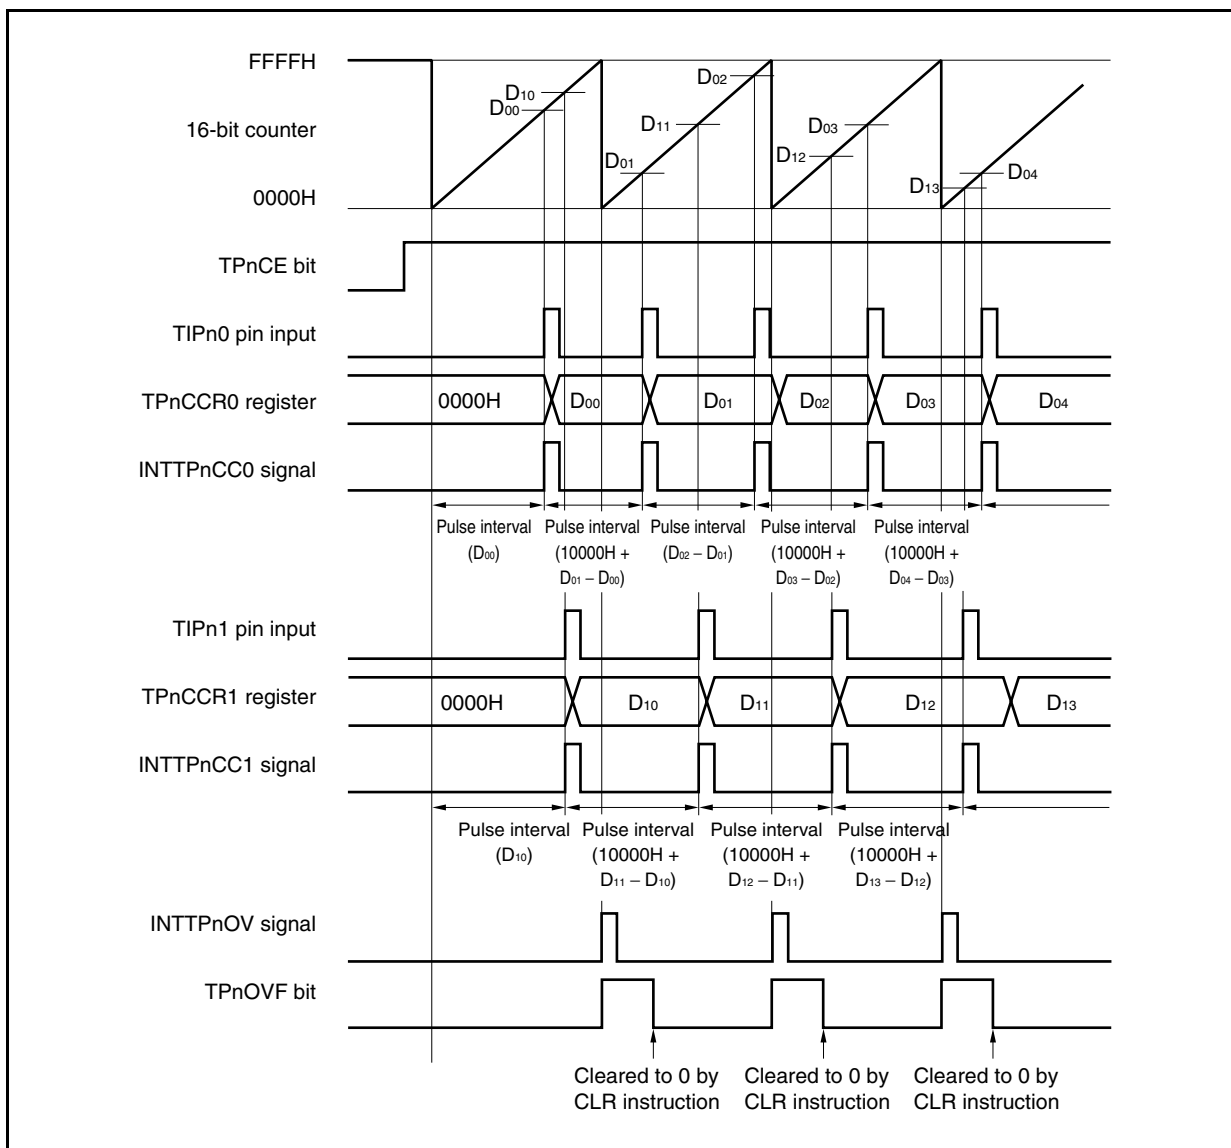 FFFFH
D10
D00
D02
16-bit counter
D11
D03
D12
D01
D04
D13
0000H
TPnCE bit
TIPn0 pin input
TPnCCR0 register
0000H
D00
D01
D02
D03
D04
INTTPnCC0 signal
Pulse interval
(D00)
Pulse interval
(10000H +
D01 – D00)
Pulse interval
(D02 – D01)
Pulse interval
(10000H +
D03 – D02)
Pulse interval
(10000H +
D04 – D03)
TIPn1 pin input
TPnCCR1 register
0000H
D10
D11
D12
D13
INTTPnCC1 signal
Pulse interval
(D10)
Pulse interval
(10000H +
D11 – D10)
Pulse interval
(10000H +
D12 – D11)
Pulse interval
(10000H +
D13 – D12)
INTTPnOV signal
TPnOVF bit
Cleared to 0 by
CLR instruction
Cleared to 0 by
CLR instruction
Cleared to 0 by
CLR instruction